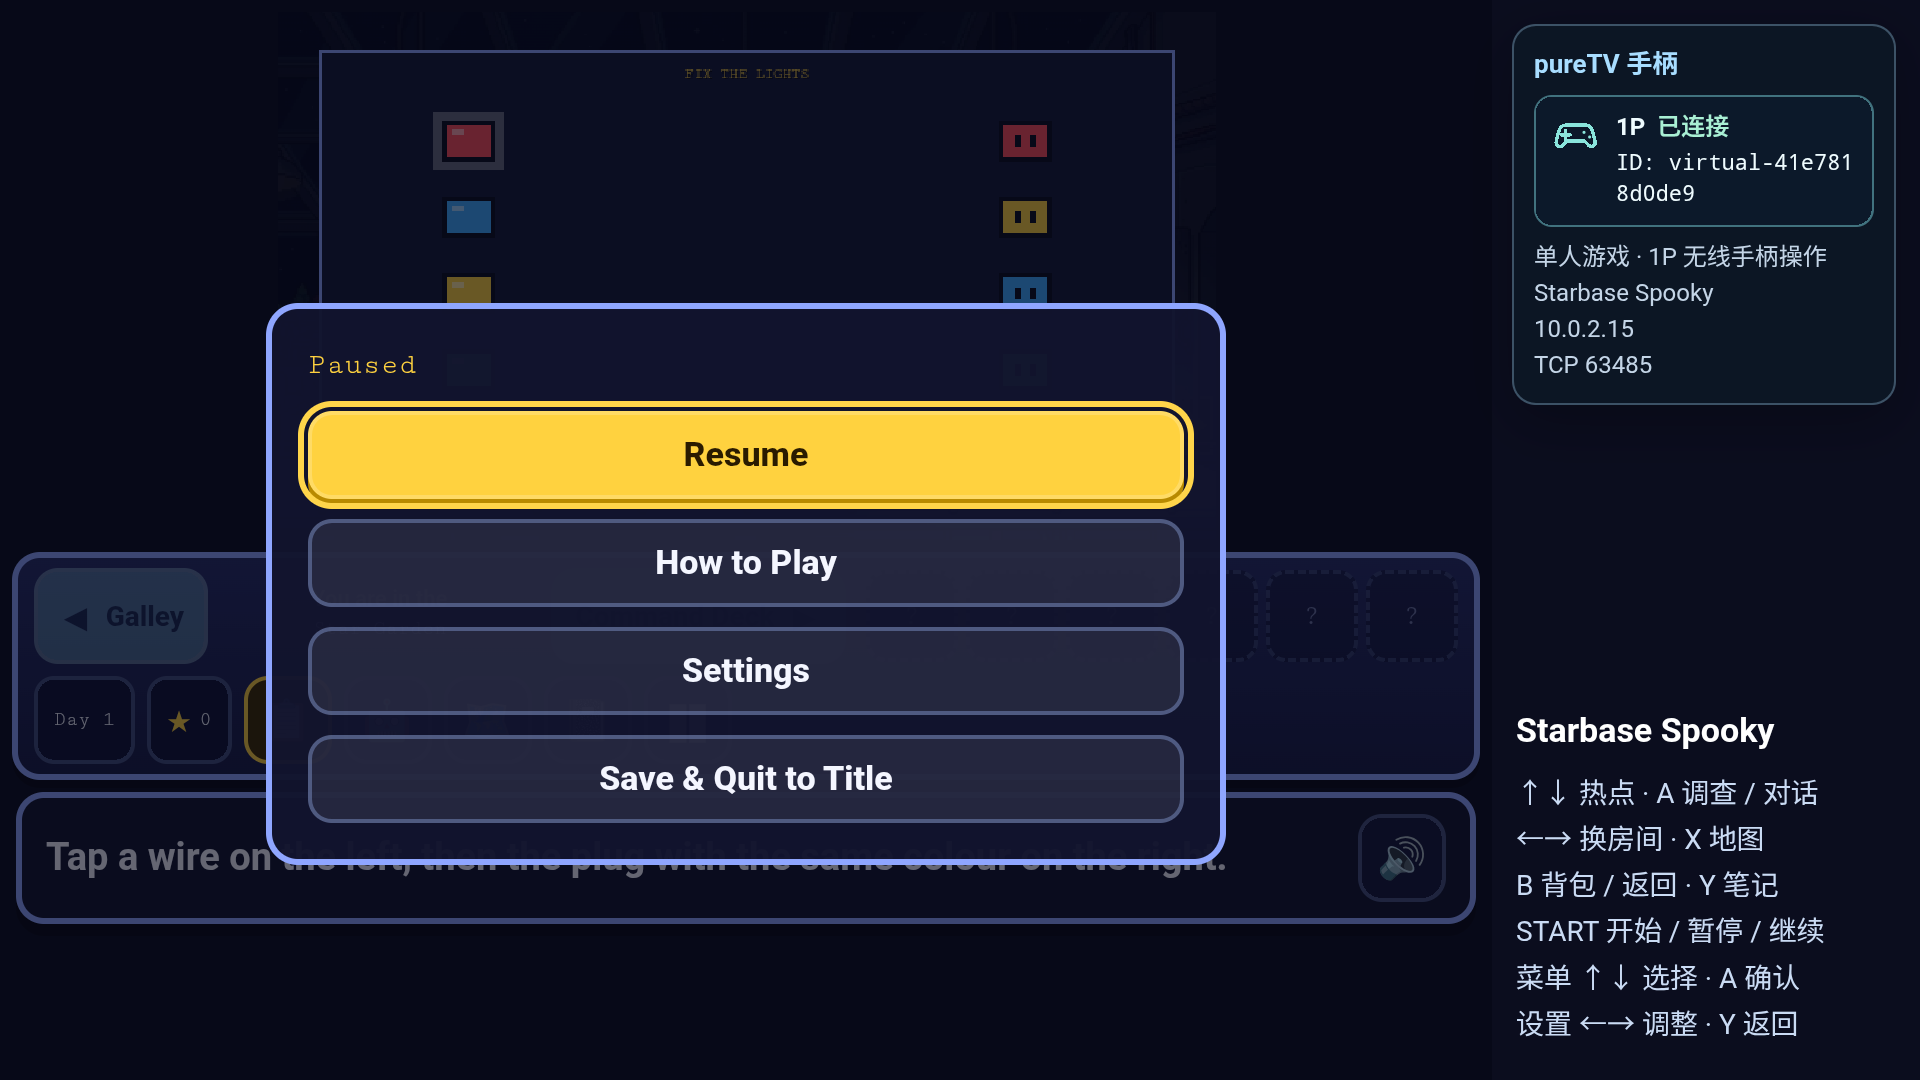 FIX THE LIGHTS
Paused
Resume
How to Play
Settings
Save & Quit to Title
◀ Galley
? ?
Day 1
★ 0
Tap a wire on the left, then the plug with the same colour on the right.
pureTV 手柄
1P 已连接
ID: virtual-41e781
8d0de9
单人游戏 · 1P 无线手柄操作
Starbase Spooky
10.0.2.15
TCP 63485
Starbase Spooky
↑↓ 热点 · A 调查 / 对话
←→ 换房间 · X 地图
B 背包 / 返回 · Y 笔记
START 开始 / 暂停 / 继续
菜单 ↑↓ 选择 · A 确认
设置 ←→ 调整 · Y 返回